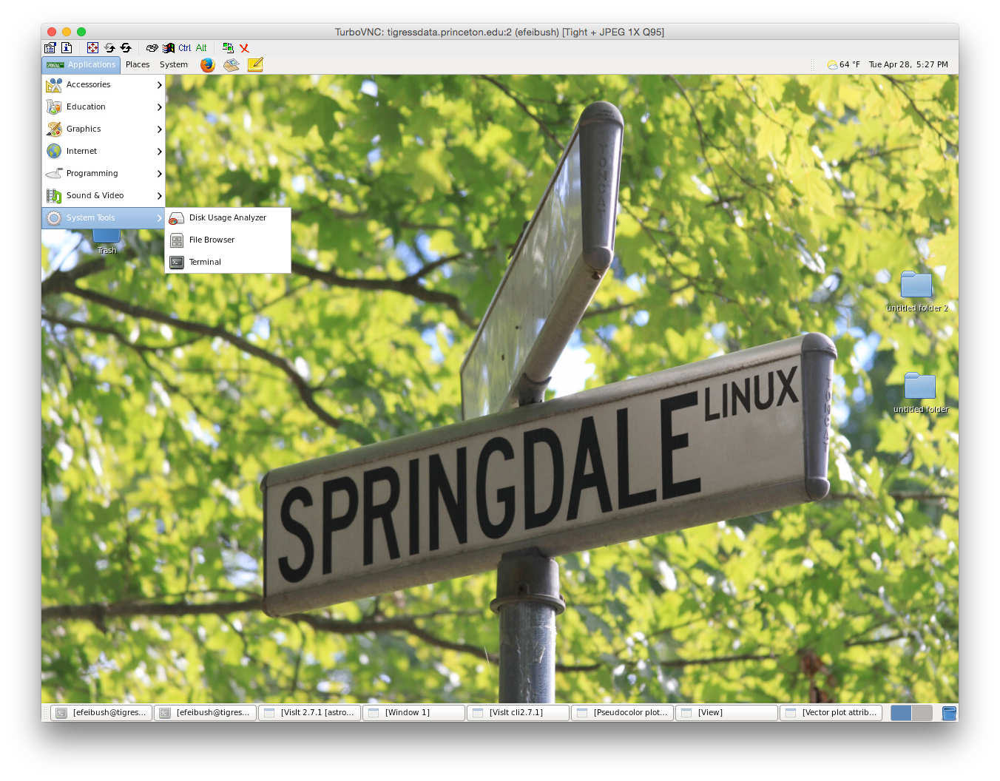 TurboVNC: tigressdata.princeton.edu:2 (efeibush) [Tight + JPEG 1X Q95]
Ctrl Alt
Applications Places System
64 °F Tue Apr 28, 5:27 PM
Accessories
Education
Graphics
Internet
Programming
Sound & Video
System Tools
Disk Usage Analyzer
File Browser
Terminal
Trash
TOMCAT
untitled folder 2
untitled folder
SPRINGDALE LINUX
TOMCAT
[efeibush@tigres... [efeibush@tigres... [VisIt 2.7.1 [astro... [Window 1] [VisIt cli2.7.1] [Pseudocolor plot... [View] [Vector plot attrib...